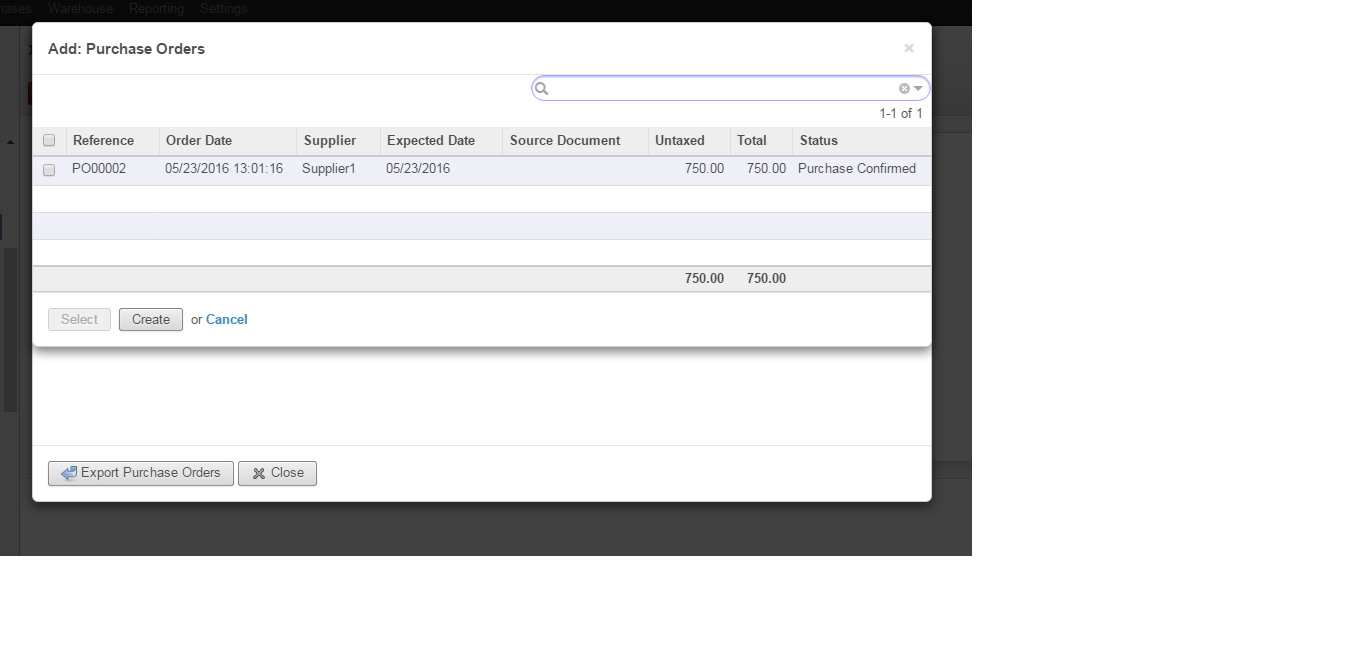 hases Warehouse Reporting Settings
Add: Purchase Orders ×
1-1 of 1
Reference Order Date Supplier Expected Date Source Document Untaxed Total Status
PO00002 05/23/2016 13:01:16 Supplier1 05/23/2016 750.00 750.00 Purchase Confirmed
750.00 750.00
Select Create or Cancel
Export Purchase Orders Close